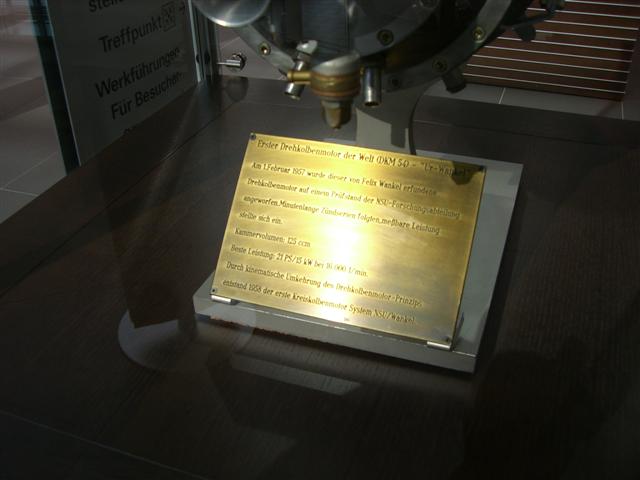 Treffpunkt
Werkführungen
Für Besucher
Erster Drehkolbenmotor der Welt (DKM 54) - "Ur-Wankel"
Am 1.Februar 1957 wurde dieser von Felix Wankel erfundene
Drehkolbenmotor auf einem Prüfstand der NSU-Forschungsabteilung
angeworfen.Minutenlange Zündserien folgten,meßbare Leistung
stellte sich ein.
Kammervolumen: 125 ccm
Beste Leistung: 21 PS/15 kW bei 10.000 1/min.
Durch kinematische Umkehrung des Drehkolbenmotor-Prinzips
entstand 1958 der erste Kreiskolbenmotor System NSU/Wankel.